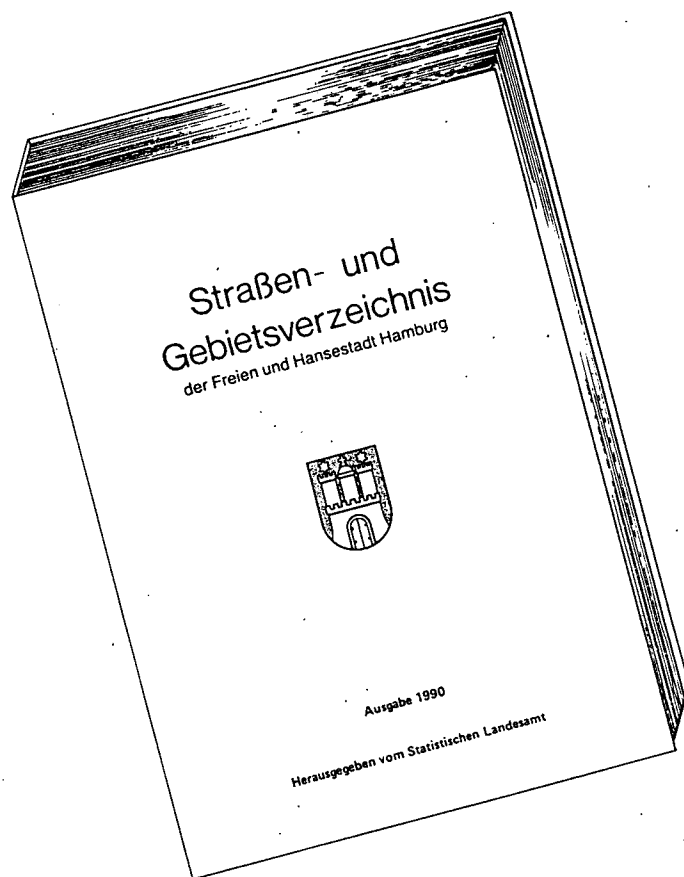 Straßen- und
Gebietsverzeichnis
der Freien und Hansestadt Hamburg
Ausgabe 1990
Herausgegeben vom Statistischen Landesamt